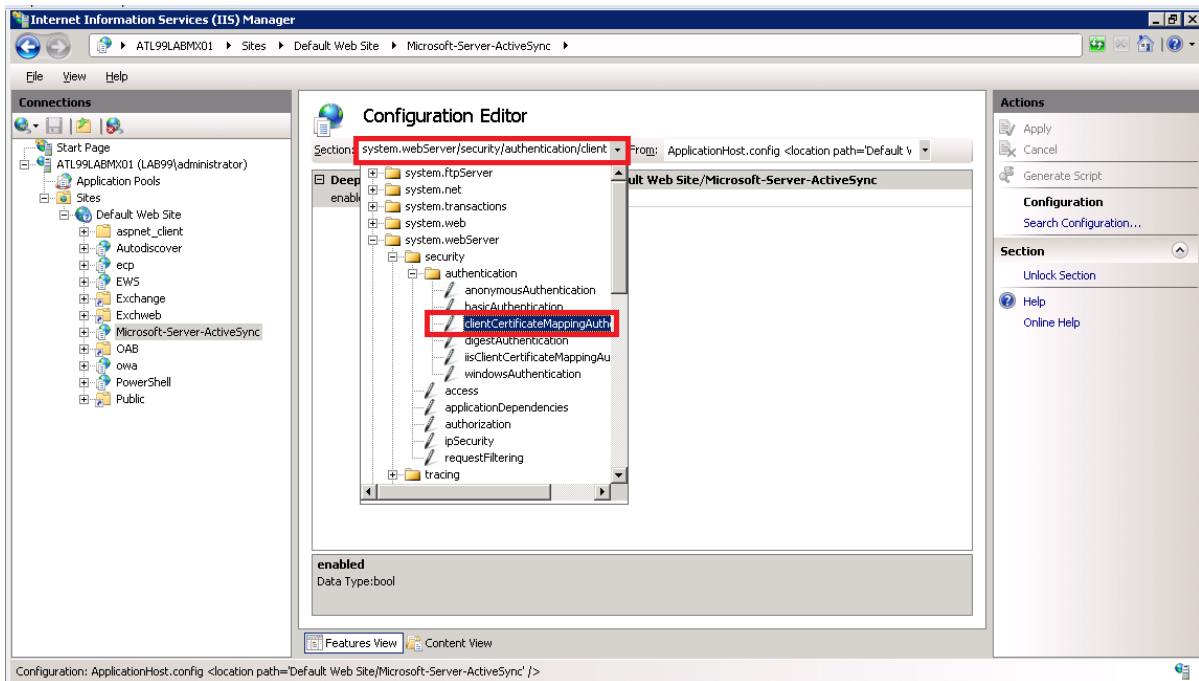 Internet Information Services (IIS) Manager
ATL99LABMX01 Sites Default Web Site Microsoft-Server-ActiveSync
File View Help
Connections
Start Page
ATL99LABMX01 (LAB99\administrator)
Application Pools
Sites
Default Web Site
aspnet_client
Autodiscover
ecp
EWS
Exchange
Exchweb
Microsoft-Server-ActiveSync
OAB
owa
PowerShell
Public
Configuration Editor
Section: system.webServer/security/authentication/client From: ApplicationHost.config <location path='Default
Deep ult Web Site/Microsoft-Server-ActiveSync
enabl
system.ftpServer
system.net
system.transactions
system.web
system.webServer
security
authentication
anonymousAuthentication
basicAuthentication
clientCertificateMappingAuth
digestAuthentication
iisClientCertificateMappingAu
windowsAuthentication
access
applicationDependencies
authorization
ipSecurity
requestFiltering
tracing
enabled
Data Type:bool
Features View Content View
Actions
Apply
Cancel
Generate Script
Configuration
Search Configuration...
Section
Unlock Section
Help
Online Help
Configuration: ApplicationHost.config <location path='Default Web Site/Microsoft-Server-ActiveSync' />